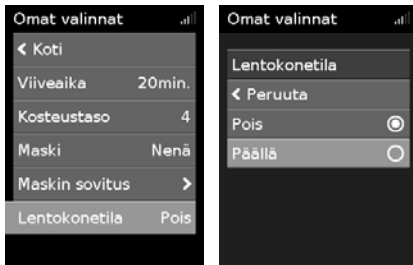 Omat valinnat
< Koti
Viiveaika 20min.
Kosteustaso 4
Maski Nenä
Maskin sovitus >
Lentokonetila Pois
Omat valinnat
Lentokonetila
< Peruuta
Pois
Päällä